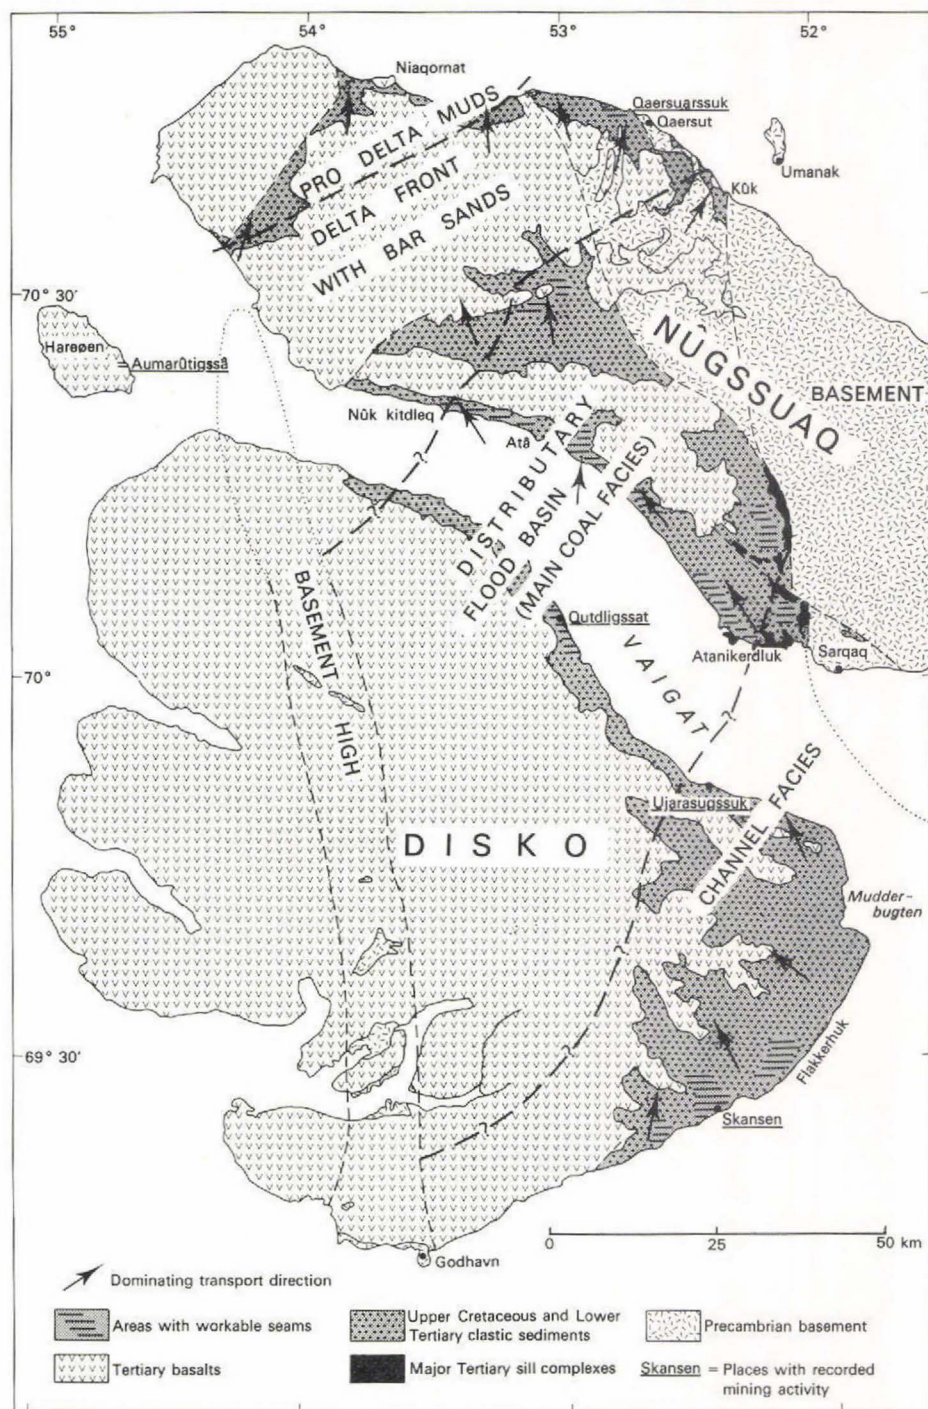 55°
54°
53°
52°
Niaqornat
Qaersuarssuk
Qaersut
Umanak
PRO DELTA MUDS
DELTA FRONT
WITH BAR SANDS
Kûk
70° 30'
Hareøen
Aumarûtigssâ
NÛGSSUAQ
BASEMENT
Nûk kitdleq
Atâ
?
DISTRIBUTARY
FLOOD BASIN
(MAIN COAL FACIES)
?
BASEMENT HIGH
Qutdligssat
VAIGAT
Atanikerdluk
Sarqaq
70°
?
Ujarasugssuk
CHANNEL FACIES
DISKO
?
Mudder-
bugten
?
69° 30'
Flakkerhuk
Skansen
?
Godhavn
0 25 50 km
Dominating transport direction
Areas with workable seams
Upper Cretaceous and Lower
Tertiary clastic sediments
Precambrian basement
Tertiary basalts
Major Tertiary sill complexes
Skansen = Places with recorded
mining activity
55°
54°
53°
52°